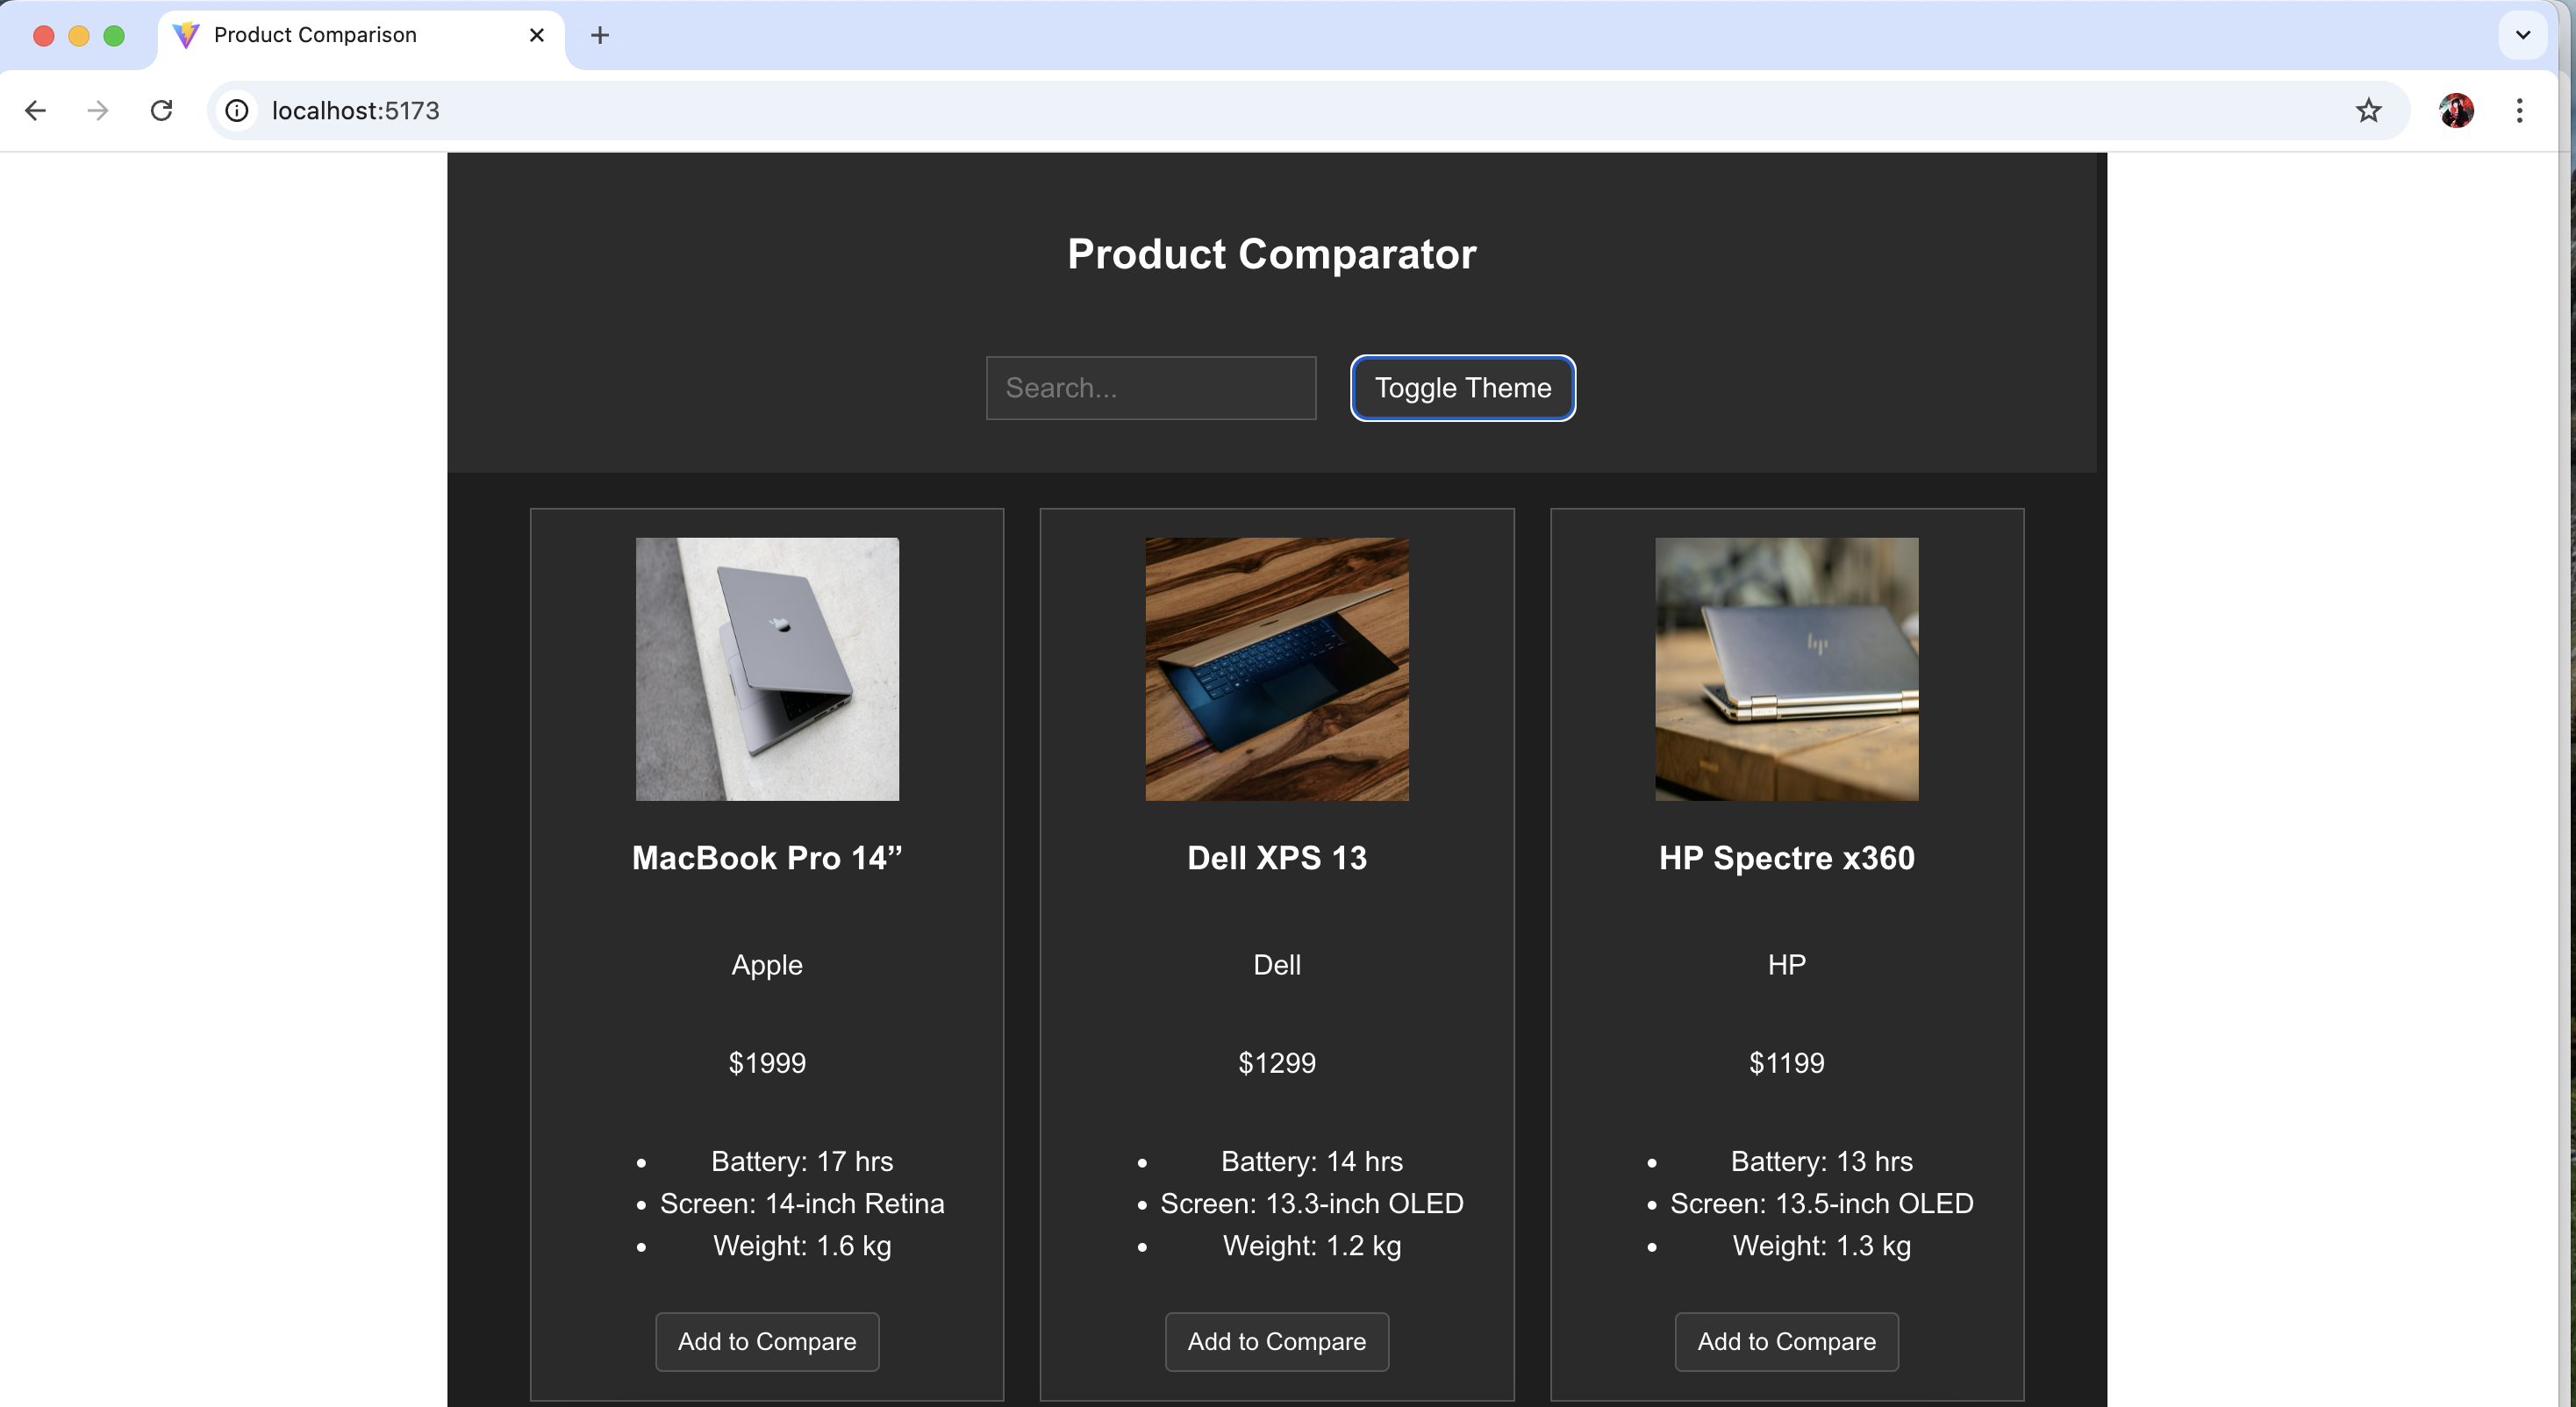 Product Comparison
localhost:5173
Product Comparator
Search...
Toggle Theme
MacBook Pro 14”
Apple
$1999
Battery: 17 hrs
Screen: 14-inch Retina
Weight: 1.6 kg
Add to Compare
Dell XPS 13
Dell
$1299
Battery: 14 hrs
Screen: 13.3-inch OLED
Weight: 1.2 kg
Add to Compare
hp
HP Spectre x360
HP
$1199
Battery: 13 hrs
Screen: 13.5-inch OLED
Weight: 1.3 kg
Add to Compare